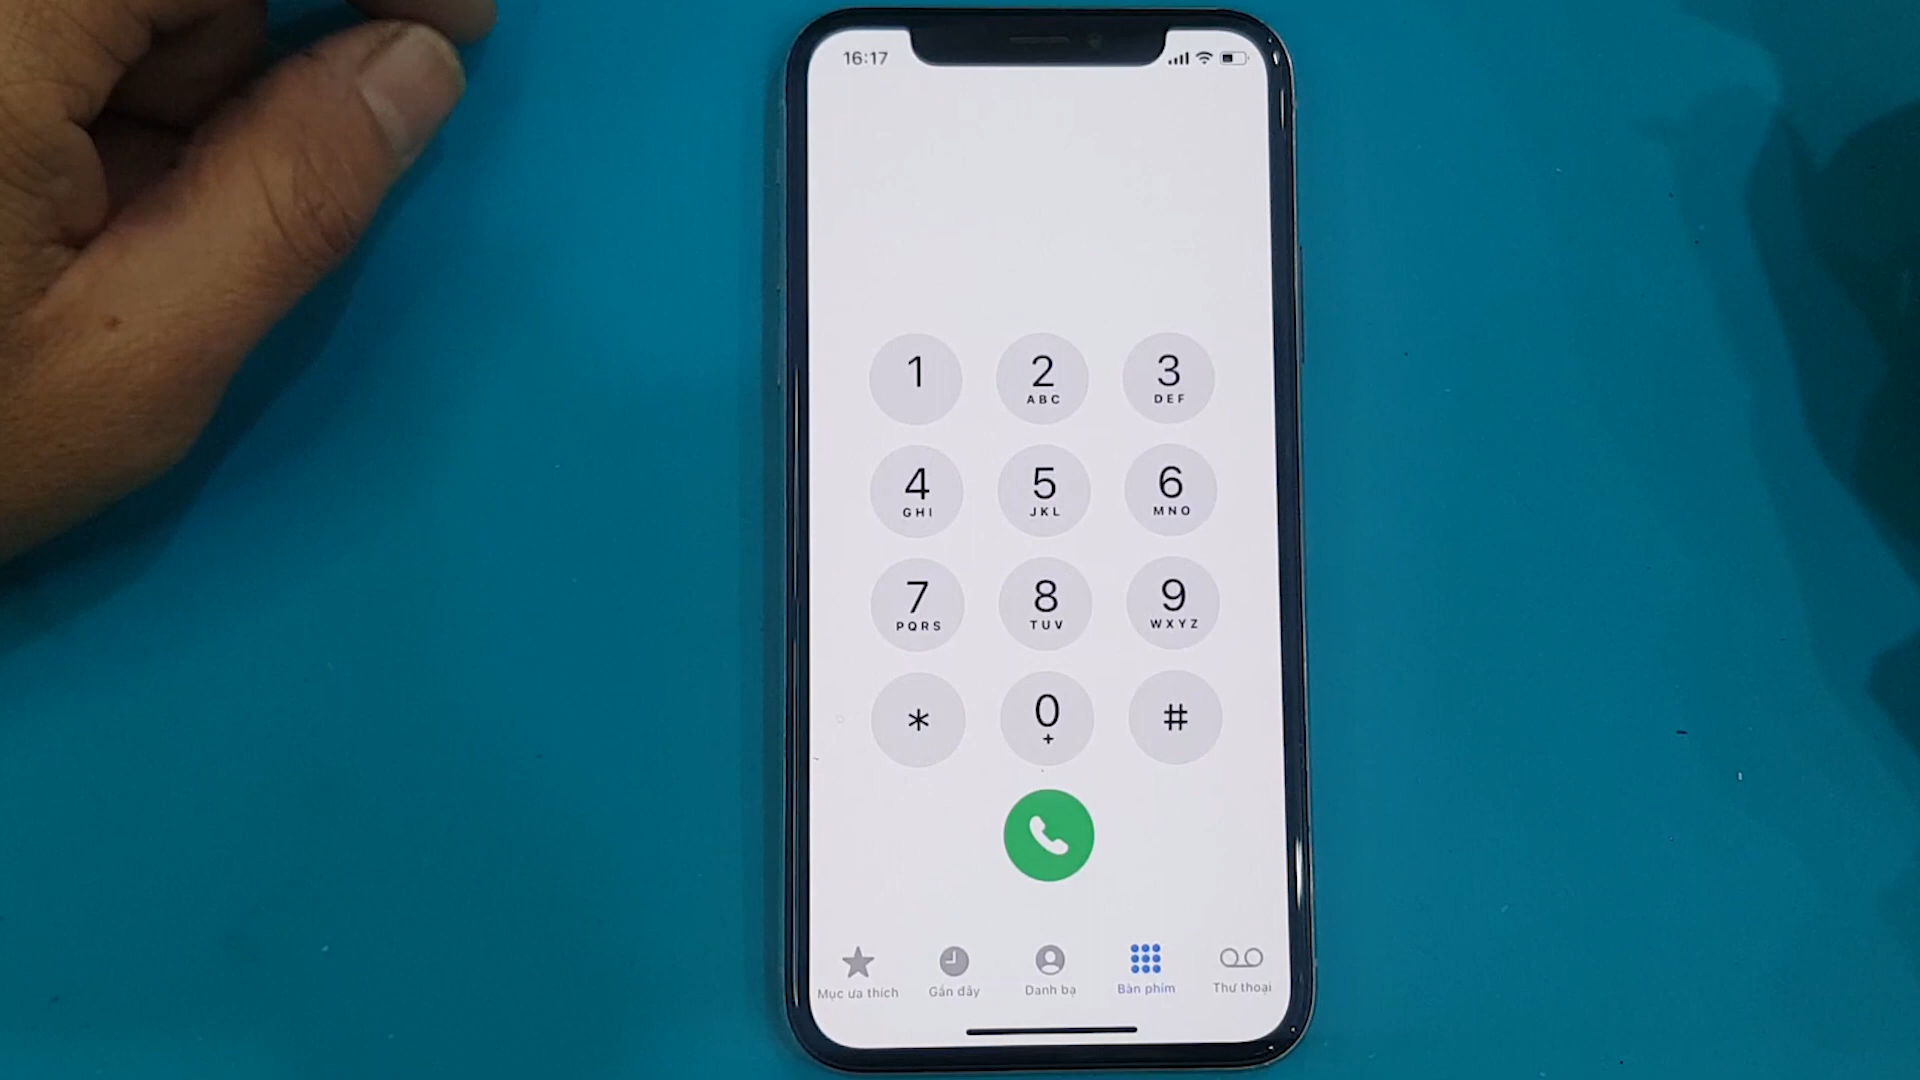 16:17
1
2
ABC
3
DEF
4
GHI
5
JKL
6
MNO
7
PQRS
8
TUV
9
WXYZ
*
0
+
#
Mục ưa thích
Gần đây
Danh bạ
Bàn phím
Thư thoại